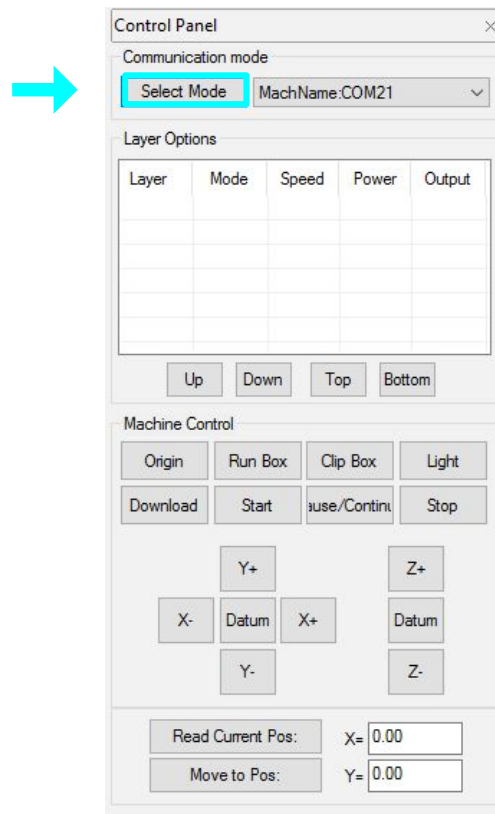 Control Panel
Communication mode
Select Mode MachName:COM21
Layer Options
Layer Mode Speed Power Output
Up Down Top Bottom
Machine Control
Origin Run Box Clip Box Light
Download Start ause/Continu Stop
Y+ Z+
X- Datum X+ Datum
Y- Z-
Read Current Pos: X= 0.00
Move to Pos: Y= 0.00